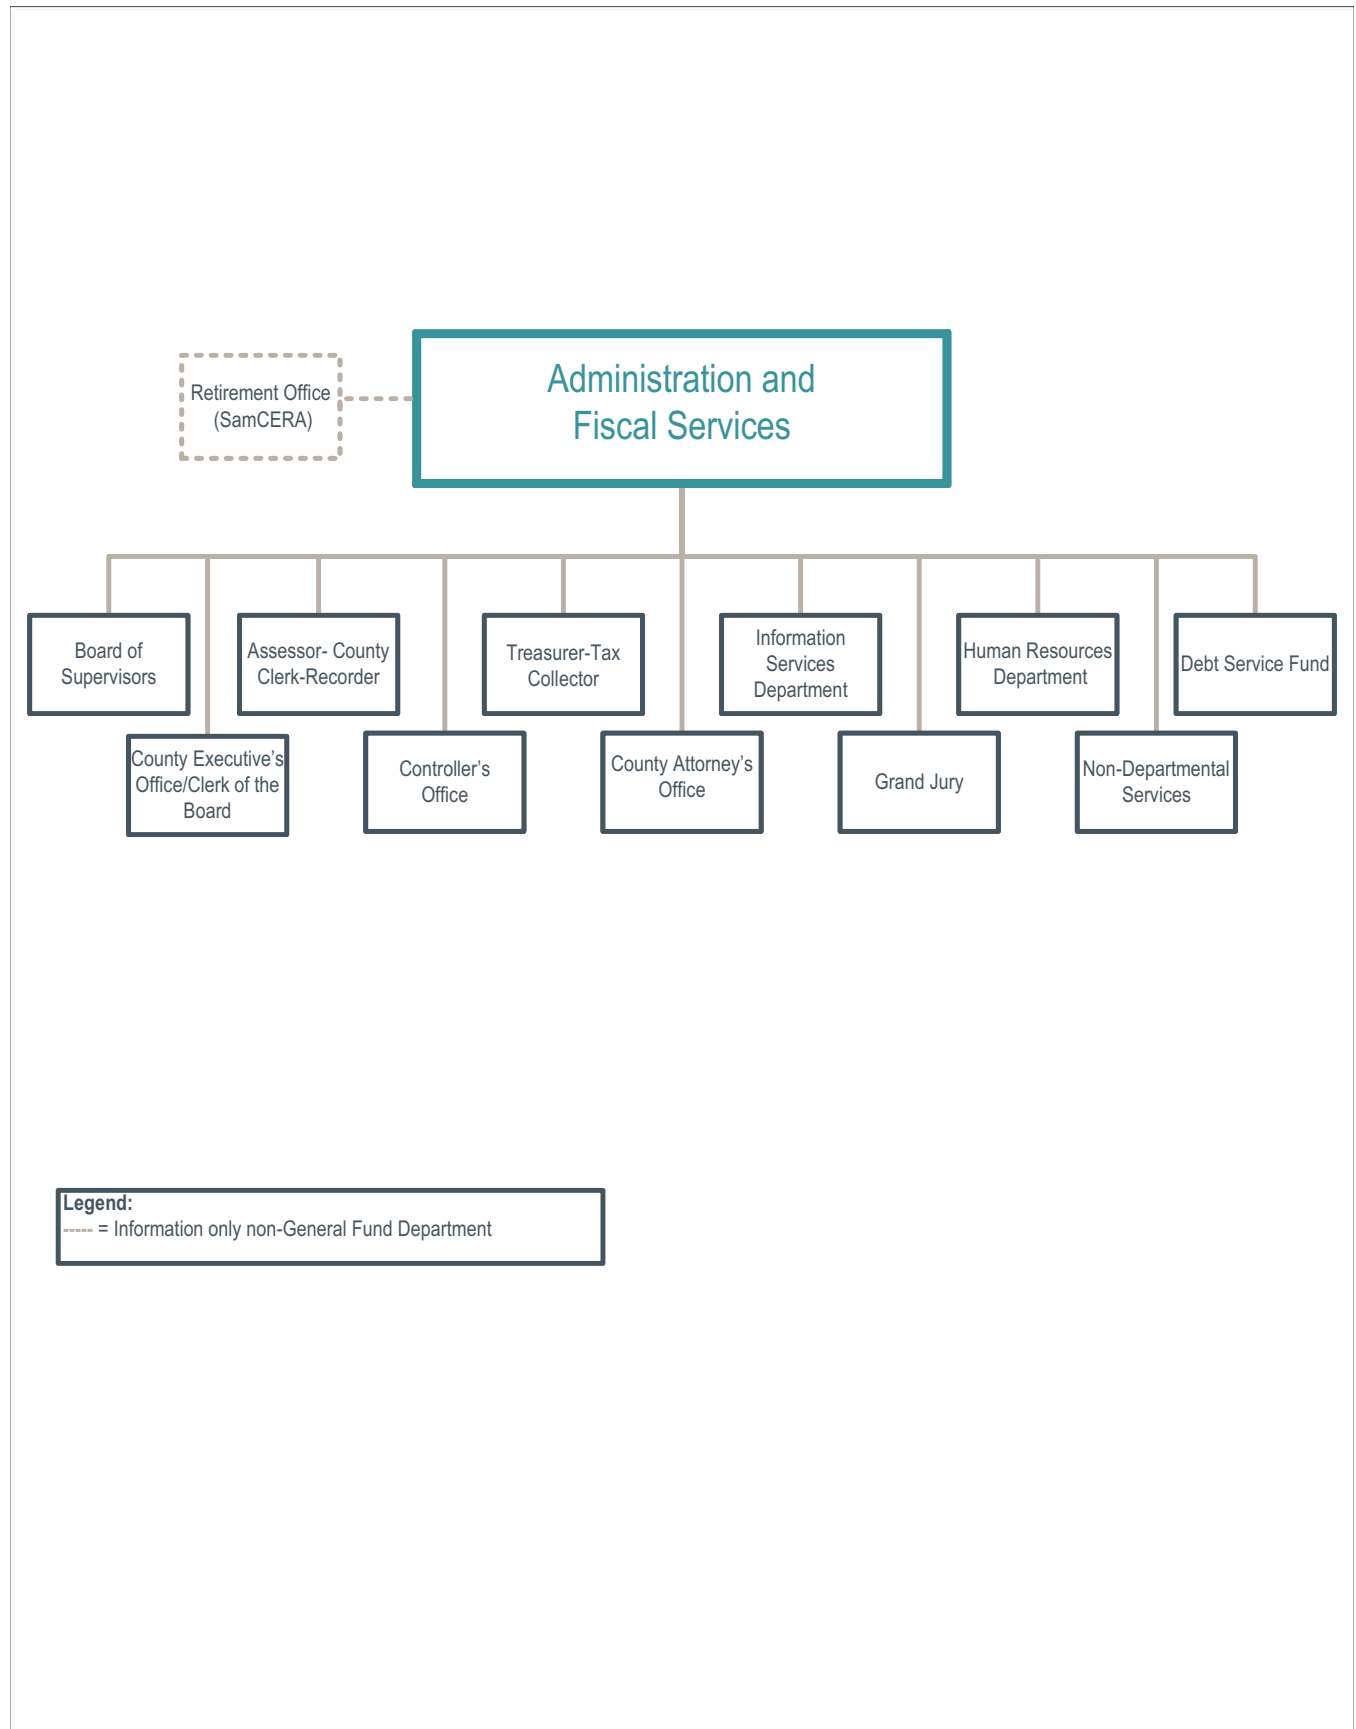 Administration and
Fiscal Services
Retirement Office
(SamCERA)
Board of
Supervisors
Assessor- County
Clerk-Recorder
Treasurer-Tax
Collector
Information
Services
Department
Human Resources
Department
Debt Service Fund
County Executive’s
Office/Clerk of the
Board
Controller’s
Office
County Attorney’s
Office
Grand Jury
Non-Departmental
Services
Legend:
----- = Information only non-General Fund Department